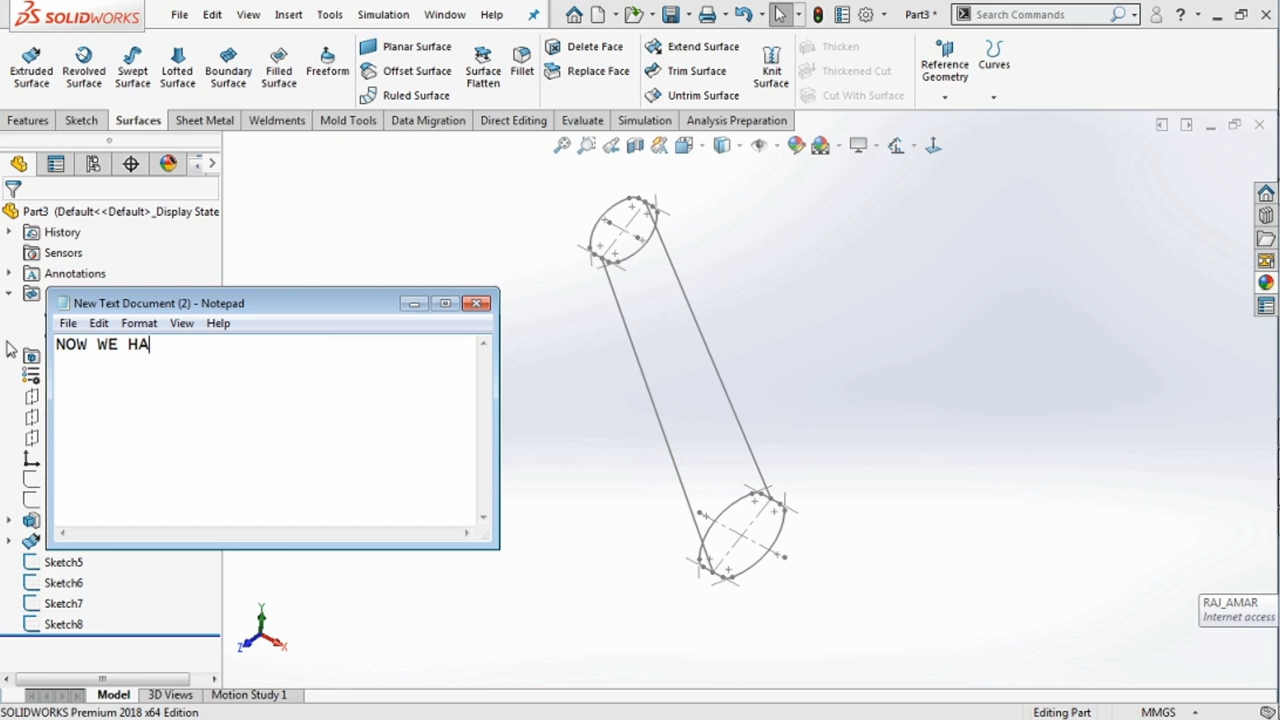 SOLIDWORKS File Edit View Insert Tools Simulation Window Help Part3 * Search Commands ?
Extruded Surface Revolved Surface Swept Surface Lofted Surface Boundary Surface Filled Surface Freeform
Planar Surface
Offset Surface
Ruled Surface
Surface Flatten Fillet
Delete Face
Replace Face
Extend Surface
Trim Surface
Untrim Surface
Knit Surface
Thicken
Thickened Cut
Cut With Surface
Reference Geometry Curves
Features Sketch Surfaces Sheet Metal Weldments Mold Tools Data Migration Direct Editing Evaluate Simulation Analysis Preparation
Part3 (Default<<Default>_Display State
History
Sensors
Annotations
New Text Document (2) - Notepad
File Edit Format View Help
NOW WE HA
Sketch5
Sketch6
Sketch7
Sketch8
Y
Z X
RAJ_AMAR
Internet access
Model 3D Views Motion Study 1
SOLIDWORKS Premium 2018 x64 Edition Editing Part MMGS